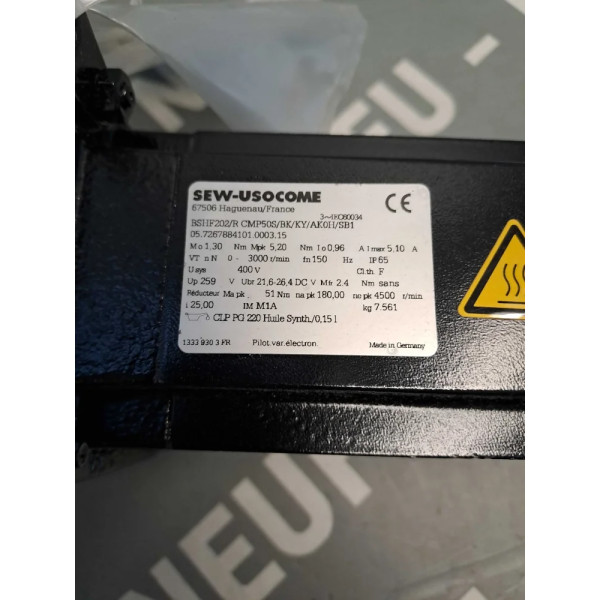 NEUF -
SEW-USOCOME
67506 Haguenau/France
3~IEC60034
BSHF202/R CMP50S/BK/KY/AK0H/SB1
05.7267884101.0003.15
Mo 1,30 Nm Mpk 5,20 Nm Io 0,96 A Imax 5,10 A
VT nN 0 - 3000 r/min fn 150 Hz IP 65
Usys 400 V Cl.th F
Up 259 V Ubr 21,6-26,4 DC V Mfr 2.4 Nm sans
Réducteur Ma pk 51 Nm na pk 180,00 ne pk 4500 r/min
i 25,00 IM M1A kg 7.561
CLP PG 220 Huile Synth./0,15 l
1333 930 3 FR Pilot.var.électron. Made in Germany
CE
NEUF -